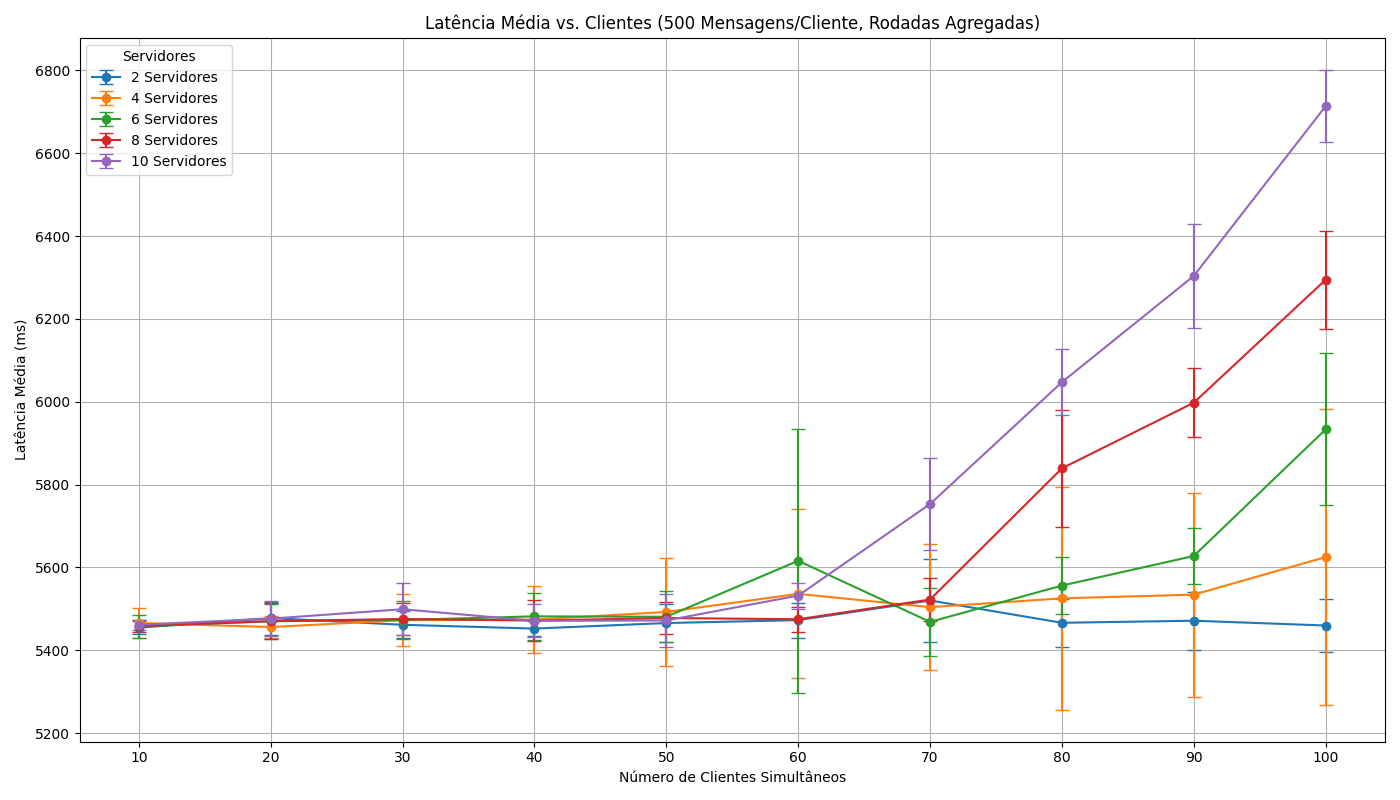 Latência Média vs. Clientes (500 Mensagens/Cliente, Rodadas Agregadas)
Servidores
2 Servidores
4 Servidores
6 Servidores
8 Servidores
10 Servidores
Latência Média (ms)
6800
6600
6400
6200
6000
5800
5600
5400
5200
10 20 30 40 50 60 70 80 90 100
Número de Clientes Simultâneos